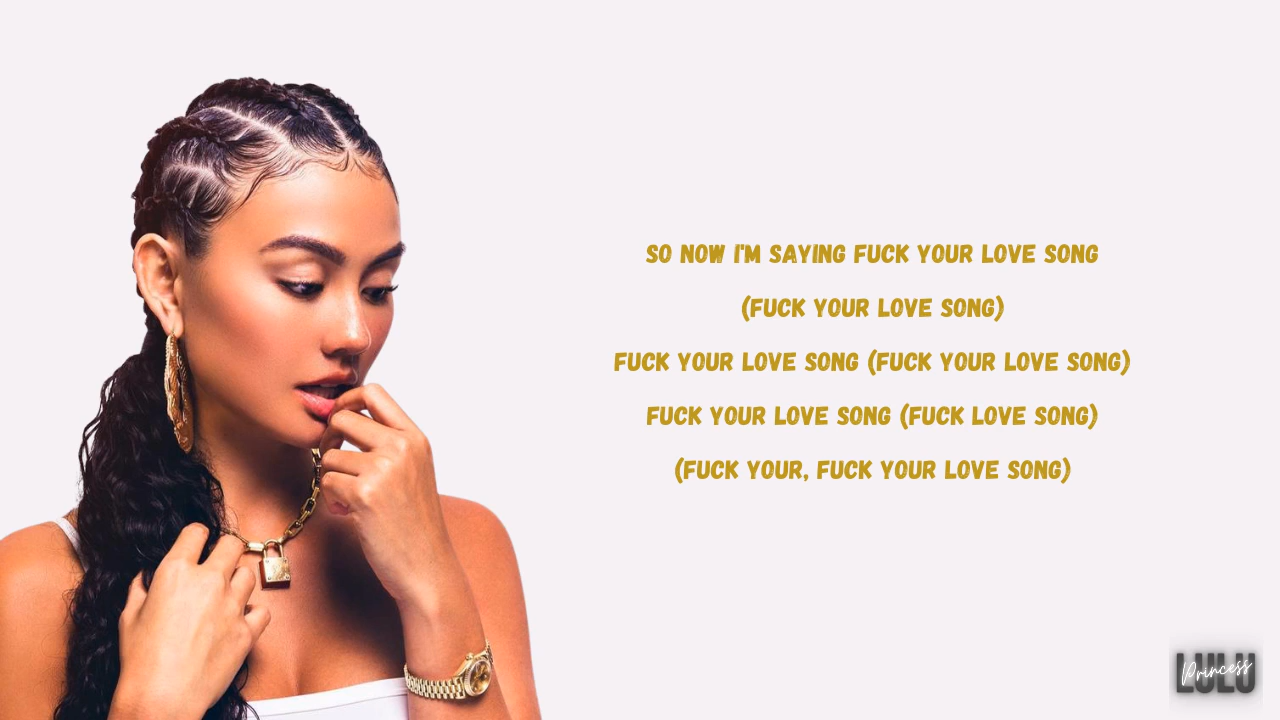 SO NOW I'M SAYING FUCK YOUR LOVE SONG
(FUCK YOUR LOVE SONG)
FUCK YOUR LOVE SONG (FUCK YOUR LOVE SONG)
FUCK YOUR LOVE SONG (FUCK LOVE SONG)
(FUCK YOUR, FUCK YOUR LOVE SONG)
LULU
Princess